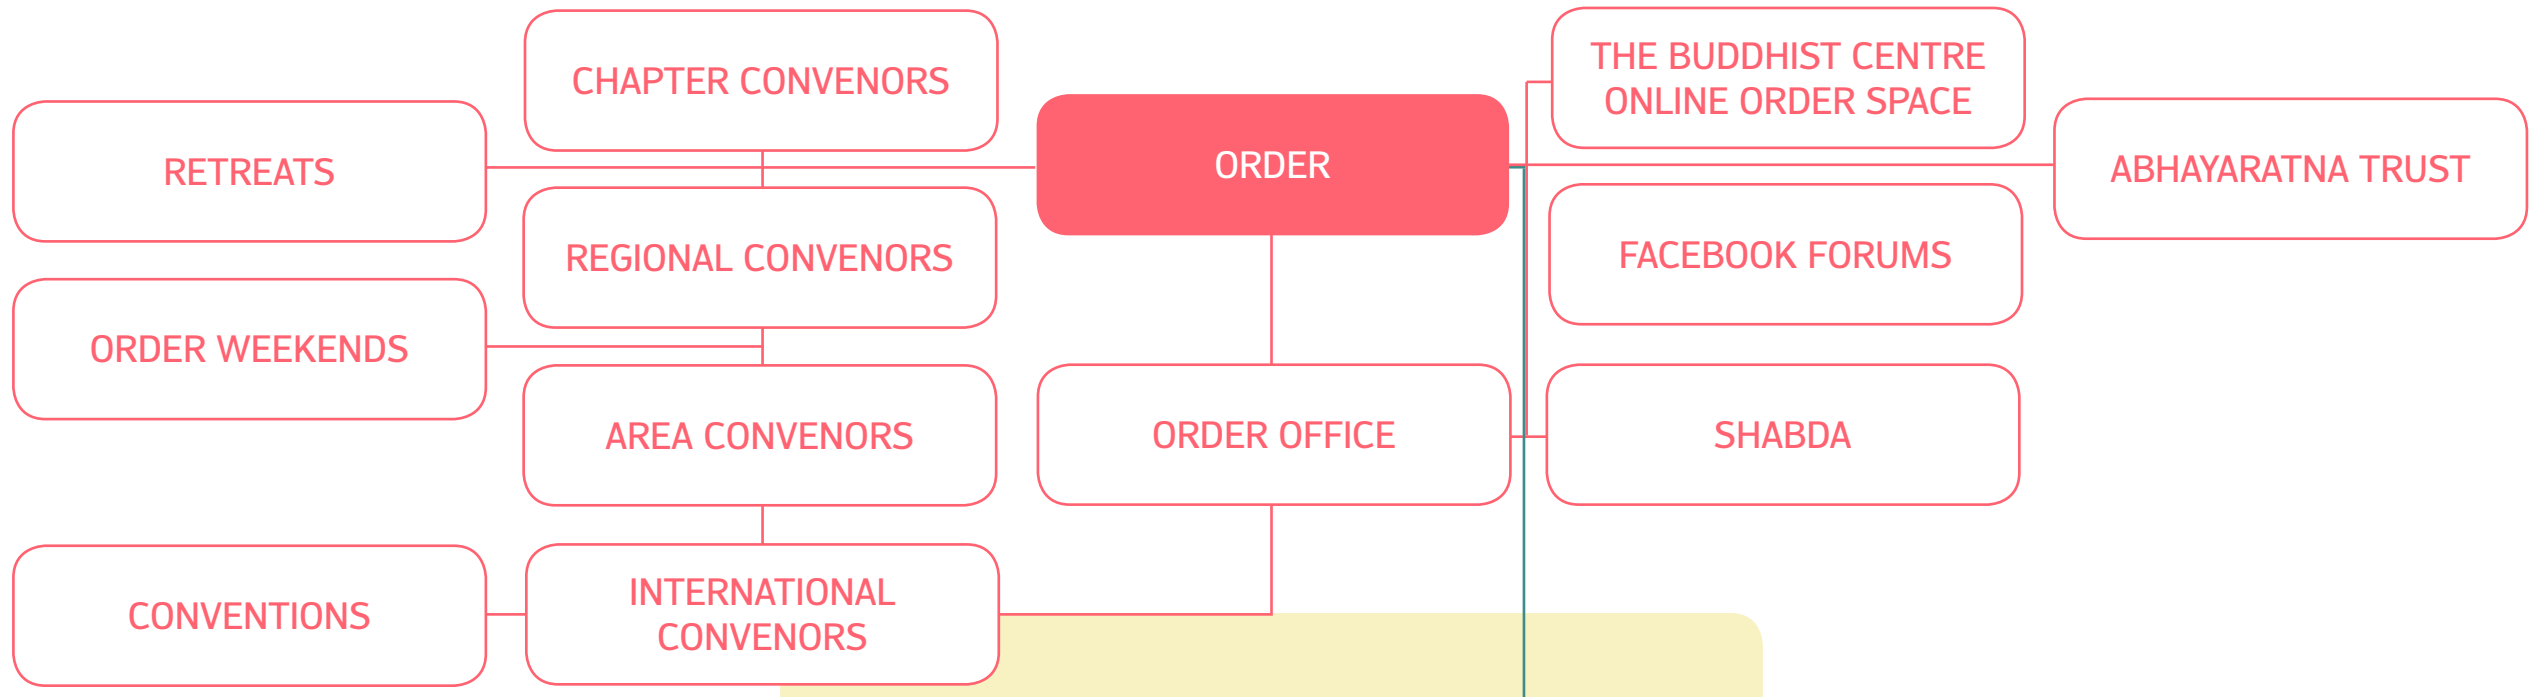 CHAPTER CONVENORS
RETREATS
REGIONAL CONVENORS
ORDER WEEKENDS
AREA CONVENORS
CONVENTIONS
INTERNATIONAL
CONVENORS
ORDER
ORDER OFFICE
THE BUDDHIST CENTRE
ONLINE ORDER SPACE
FACEBOOK FORUMS
SHABDA
ABHAYARATNA TRUST